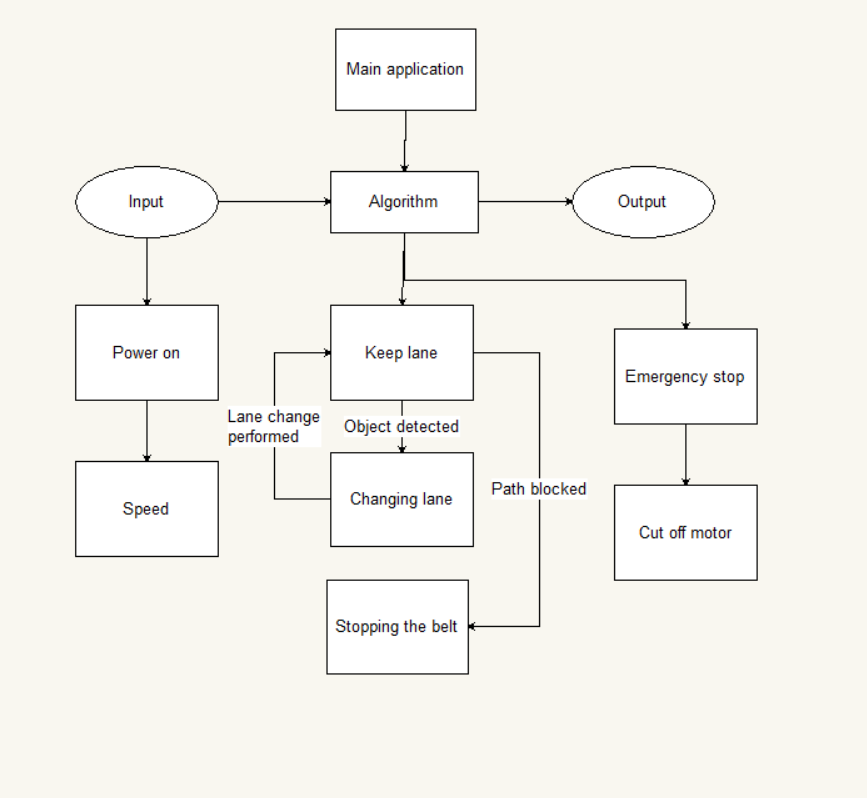 Main application
Input
Algorithm
Output
Power on
Keep lane
Emergency stop
Lane change
performed
Object detected
Speed
Changing lane
Path blocked
Cut off motor
Stopping the belt